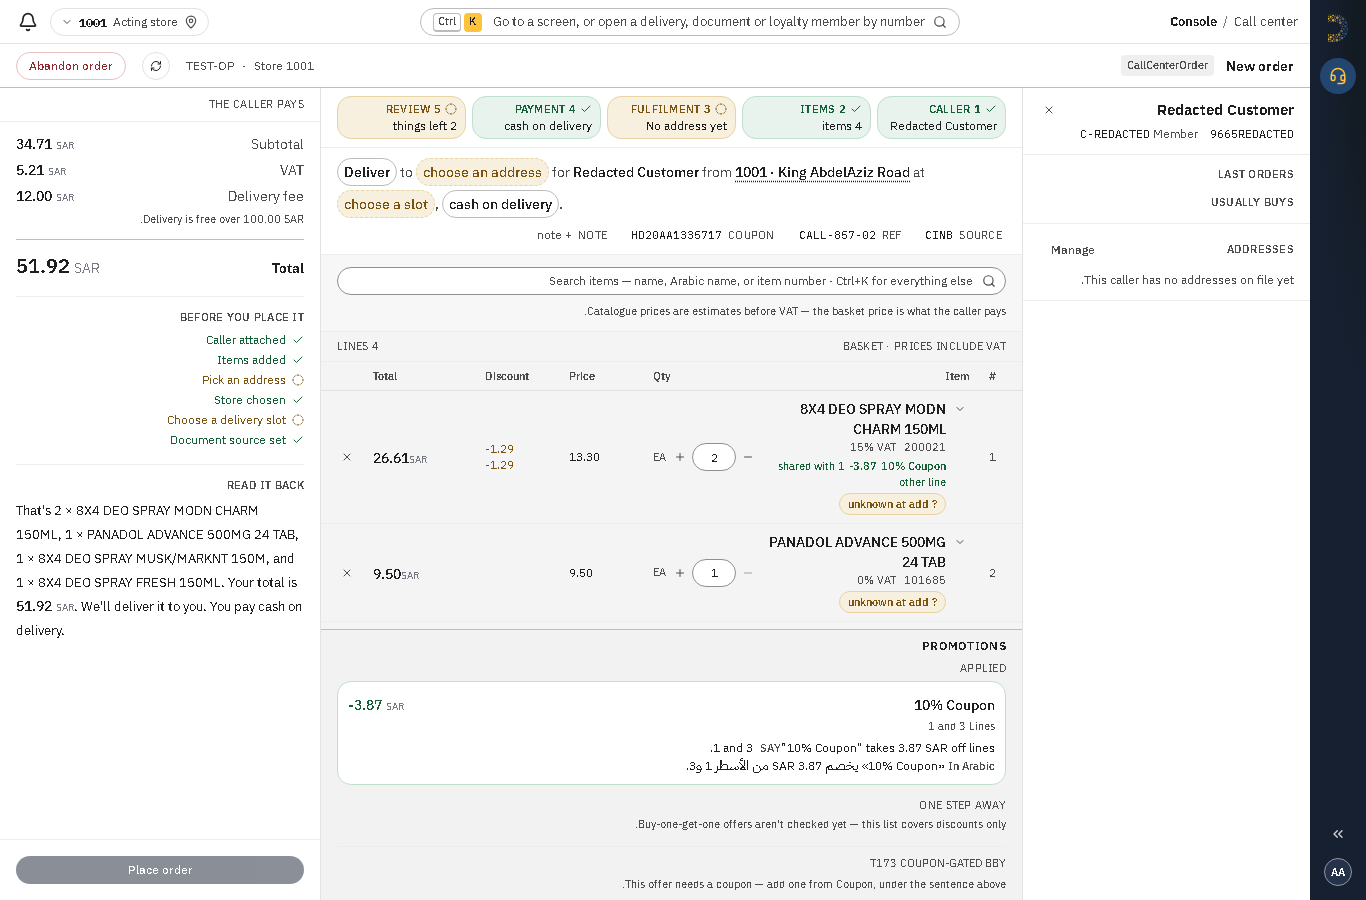 Console / Call center
Go to a screen, or open a delivery, document or loyalty member by number
Ctrl K
1001 Acting store
New order
CallCenterOrder
TEST-OP · Store 1001
Abandon order
Redacted Customer
C-REDACTED Member 9665REDACTED
LAST ORDERS
USUALLY BUYS
ADDRESSES
Manage
.This caller has no addresses on file yet
CALLER 1
Redacted Customer
ITEMS 2
items 4
FULFILMENT 3
No address yet
PAYMENT 4
cash on delivery
REVIEW 5
things left 2
Deliver to choose an address for Redacted Customer from 1001 · King AbdelAziz Road at
choose a slot, cash on delivery.
note + NOTE HD20AA1335717 COUPON CALL-857-02 REF CINB SOURCE
Search items — name, Arabic name, or item number · Ctrl+K for everything else
.Catalogue prices are estimates before VAT — the basket price is what the caller pays
LINES 4
BASKET · PRICES INCLUDE VAT
Total Discount Price Qty Item #
8X4 DEO SPRAY MODN
CHARM 150ML
15% VAT 200021
shared with 1 -3.87 10% Coupon
other line
unknown at add ?
26.61SAR
-1.29
-1.29
13.30
EA + 2 −
1
PANADOL ADVANCE 500MG
24 TAB
0% VAT 101685
unknown at add ?
9.50SAR
9.50
EA + 1 −
2
PROMOTIONS
APPLIED
10% Coupon
-3.87 SAR
1 and 3 Lines
.1 and 3 SAY"10% Coupon" takes 3.87 SAR off lines
In Arabic «10% Coupon» يخصم 3.87 SAR من الأسطر 1 و3.
ONE STEP AWAY
.Buy-one-get-one offers aren't checked yet — this list covers discounts only
T173 COUPON-GATED BBY
.This offer needs a coupon — add one from Coupon, under the sentence above
THE CALLER PAYS
34.71 SAR Subtotal
5.21 SAR VAT
12.00 SAR Delivery fee
.Delivery is free over 100.00 SAR
51.92 SAR Total
BEFORE YOU PLACE IT
Caller attached
Items added
Pick an address
Store chosen
Choose a delivery slot
Document source set
READ IT BACK
That's 2 × 8X4 DEO SPRAY MODN CHARM
150ML, 1 × PANADOL ADVANCE 500MG 24 TAB,
1 × 8X4 DEO SPRAY MUSK/MARKNT 150M, and
1 × 8X4 DEO SPRAY FRESH 150ML. Your total is
51.92 SAR. We'll deliver it to you. You pay cash on
delivery.
Place order
AA